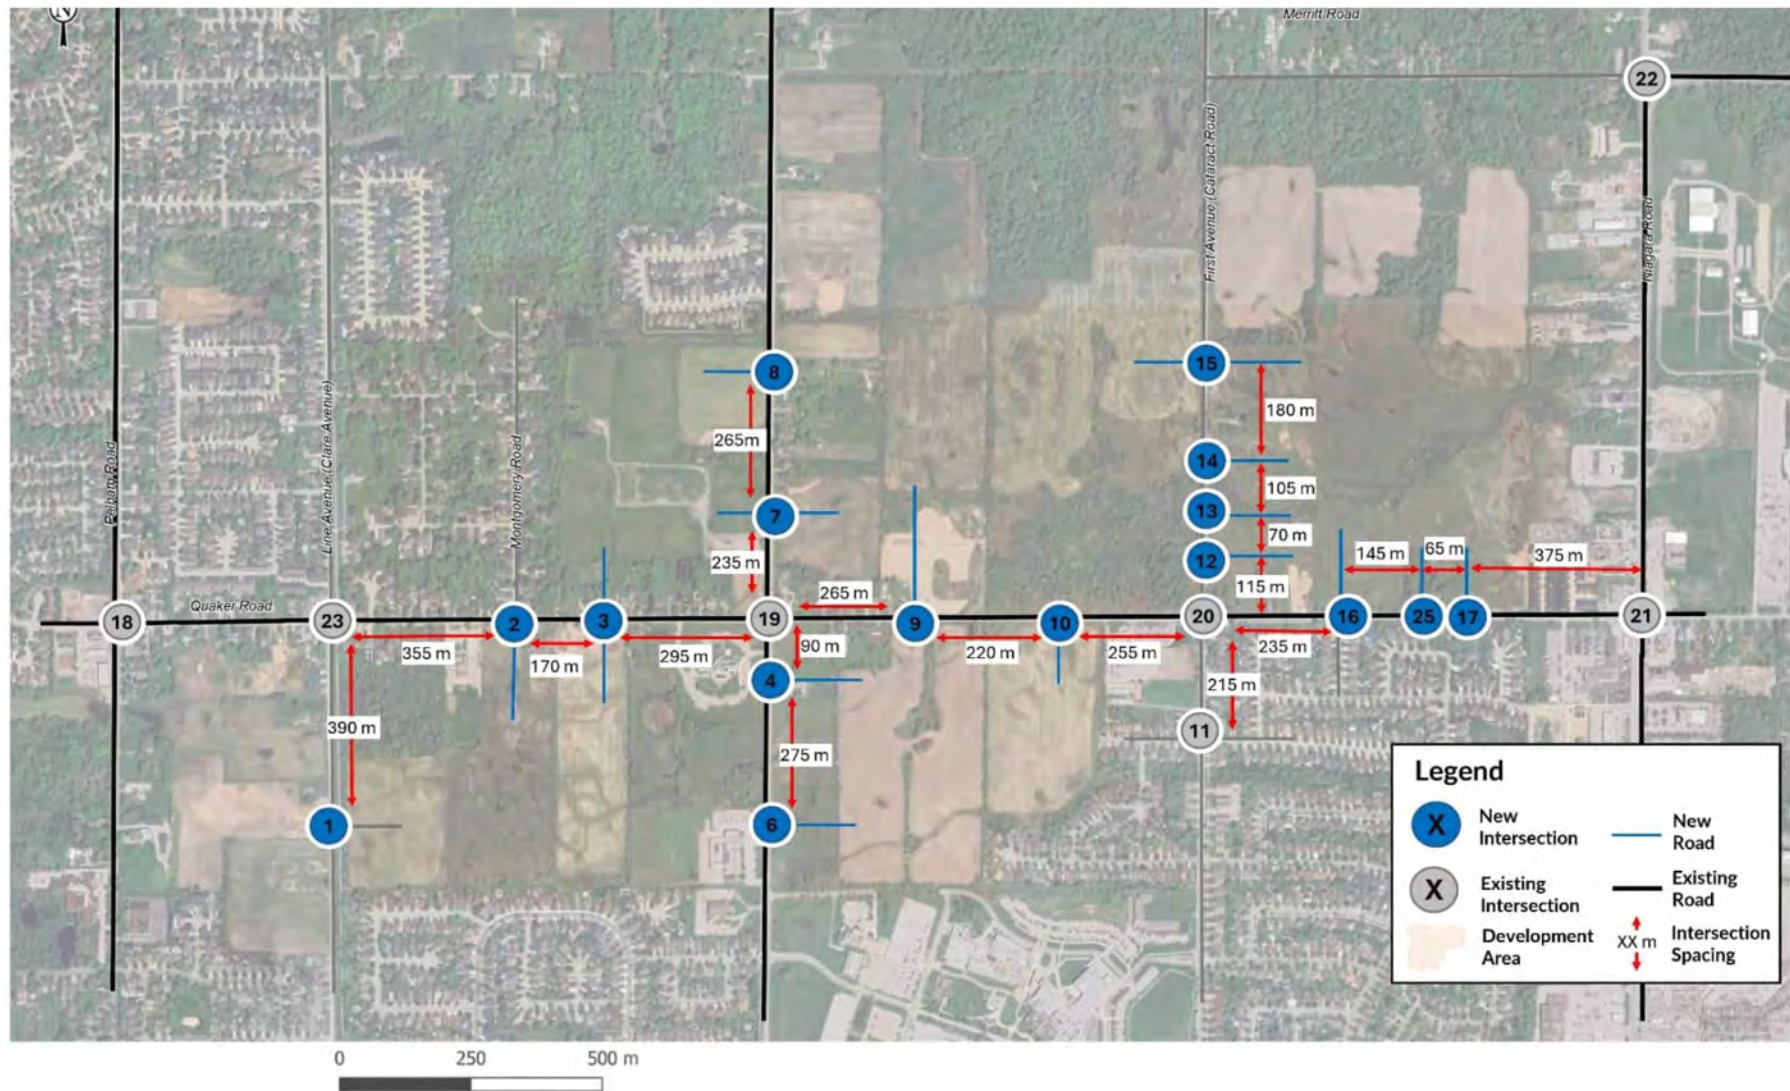 N
Merritt Road
22
First Avenue (Cataract Road)
Niagara Road
Pelham Road
Line Avenue (Clare Avenue)
Montgomery Road
8
15
265m
180 m
14
105 m
7
13
70 m
235 m
12
145 m
65 m
375 m
115 m
265 m
Quaker Road
18
23
2
3
19
9
10
20
16
25
17
21
355 m
170 m
295 m
90 m
220 m
255 m
235 m
4
215 m
390 m
11
275 m
1
6
Legend
X
New
Intersection
New
Road
X
Existing
Intersection
Existing
Road
Development
Area
XX m
Intersection
Spacing
0
250
500 m